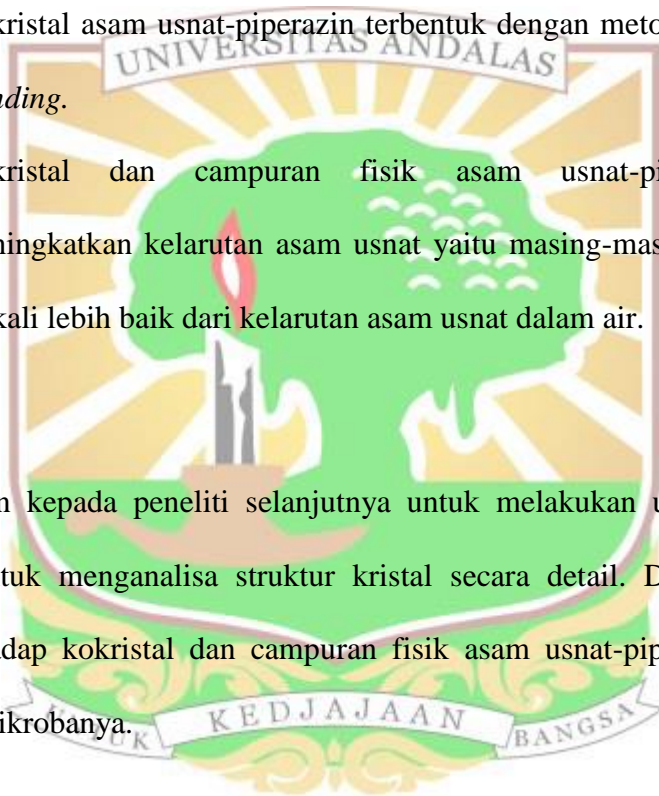 kristal asam usnat-piperazin terbentuk dengan meto
UNIVERSITAS ANDALAS
nding.
kristal dan campuran fisik asam usnat-pi
ningkatkan kelarutan asam usnat yaitu masing-mas
kali lebih baik dari kelarutan asam usnat dalam air.
n kepada peneliti selanjutnya untuk melakukan u
tuk menganalisa struktur kristal secara detail. D
adap kokristal dan campuran fisik asam usnat-pip
ikrobanya.
UNTUK KEDJAJAAN BANGSA